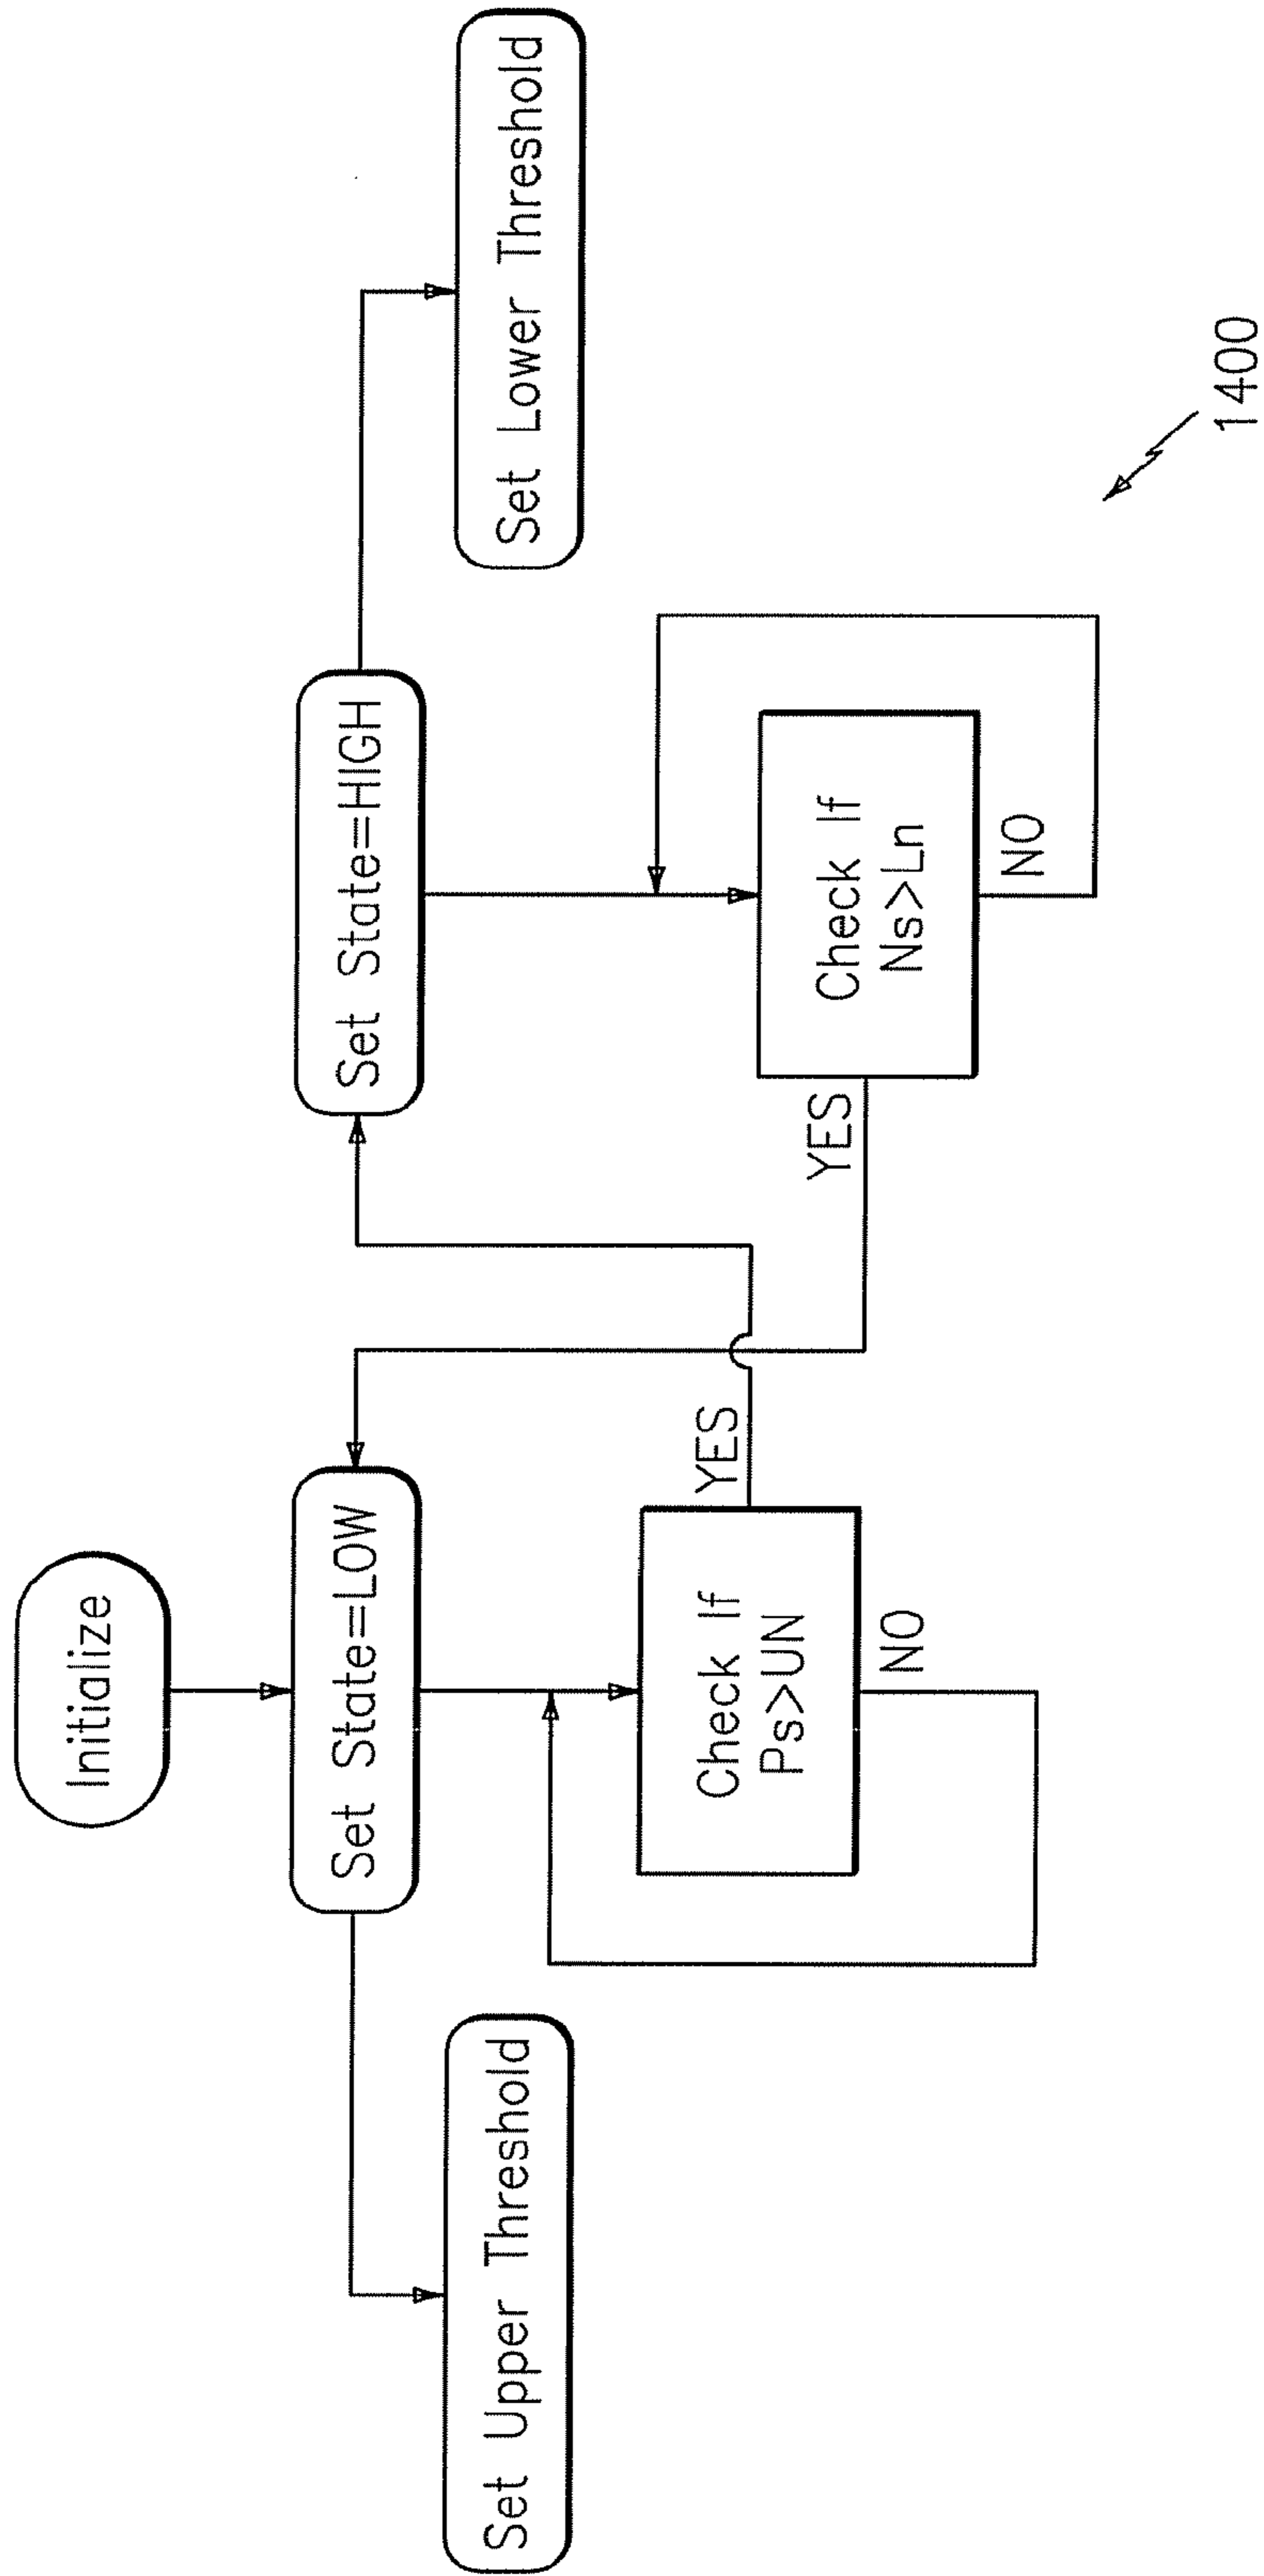 Initialize
Set State=LOW
Set State=HIGH
Set Upper Threshold
Set Lower Threshold
Check If
Ps>UN
YES
NO
Check If
Ns>Ln
YES
NO
1400